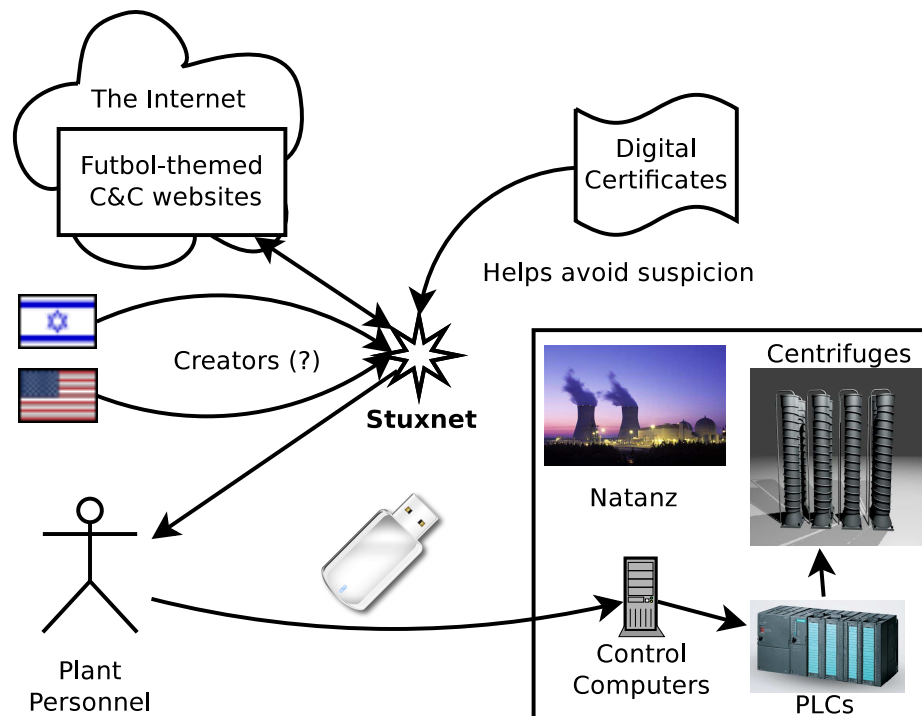 The Internet
Futbol-themed
C&C websites
Digital
Certificates
Helps avoid suspicion
Creators (?)
Stuxnet
Centrifuges
Natanz
Plant
Personnel
Control
Computers
PLCs